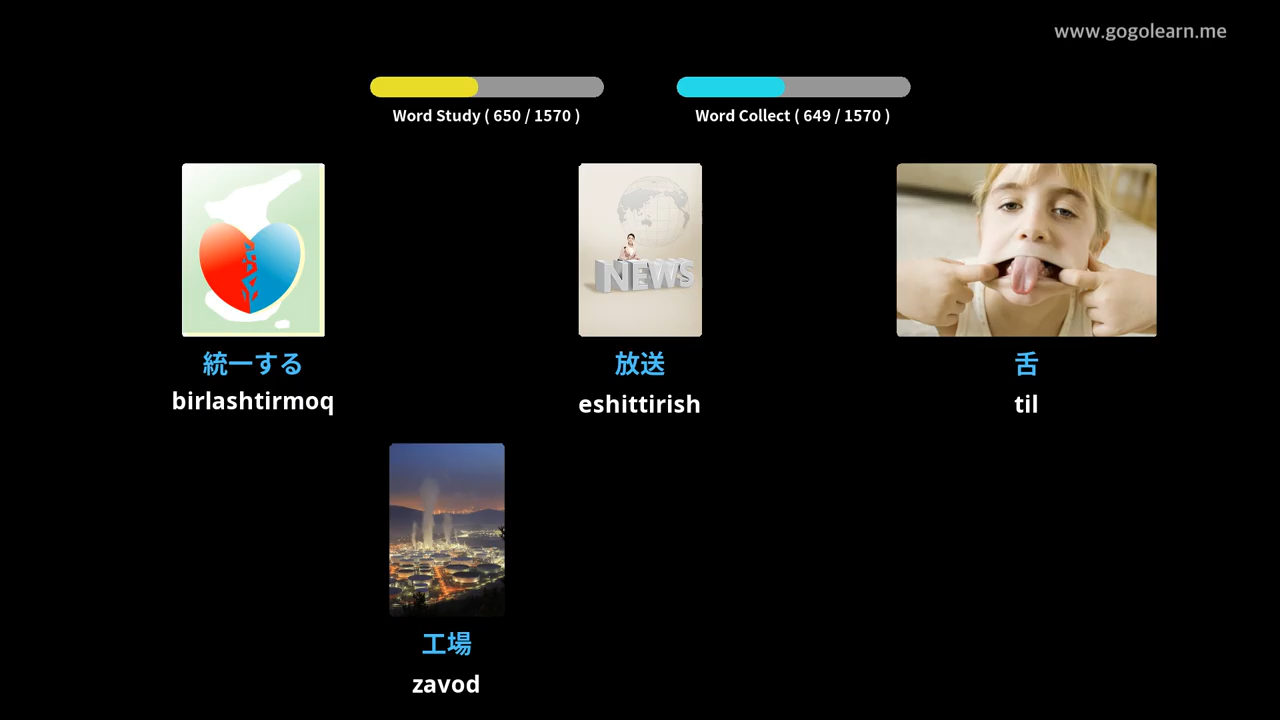 www.gogolearn.me
Word Study ( 650 / 1570 )
Word Collect ( 649 / 1570 )
NEWS
統一する
放送
舌
birlashtirmoq
eshittirish
til
工場
zavod